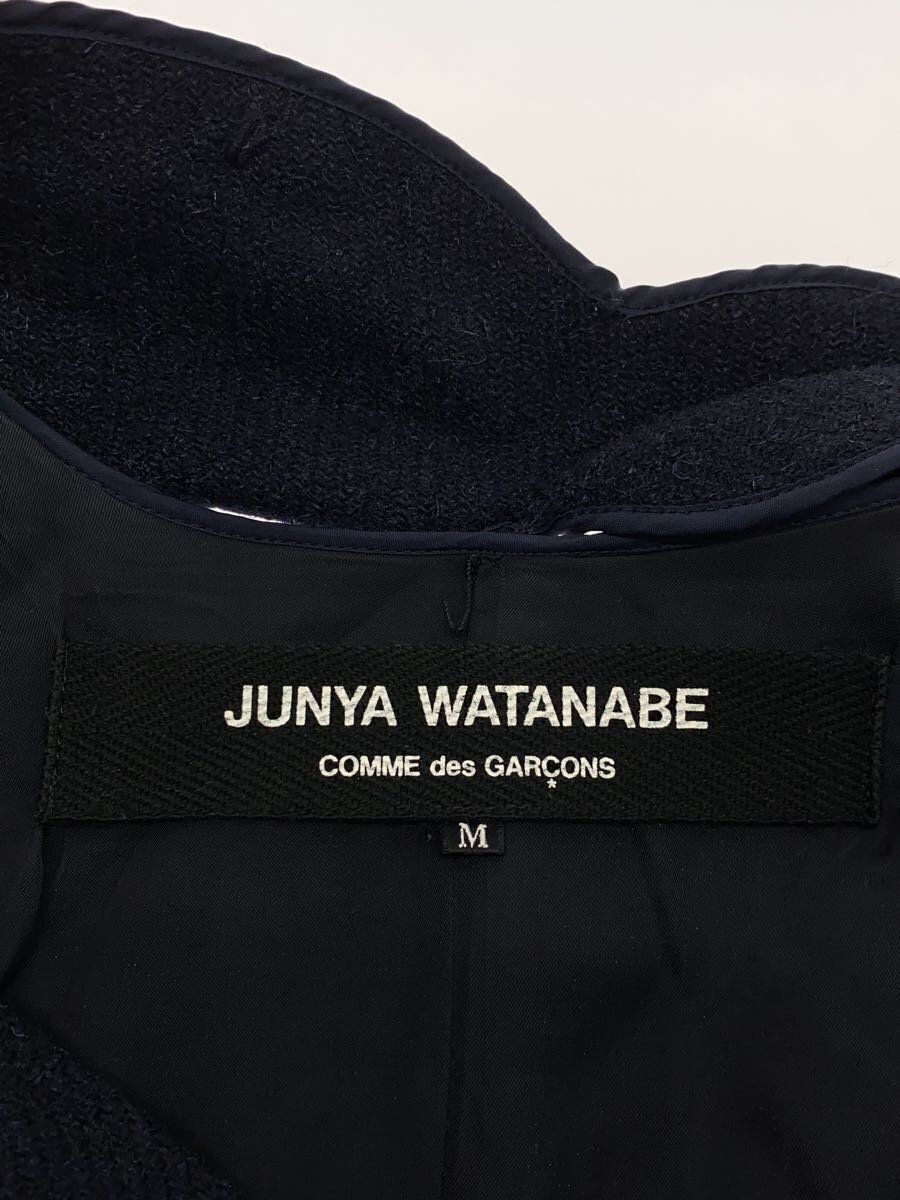 JUNYA WATANABE
COMME des GARÇONS
*
M